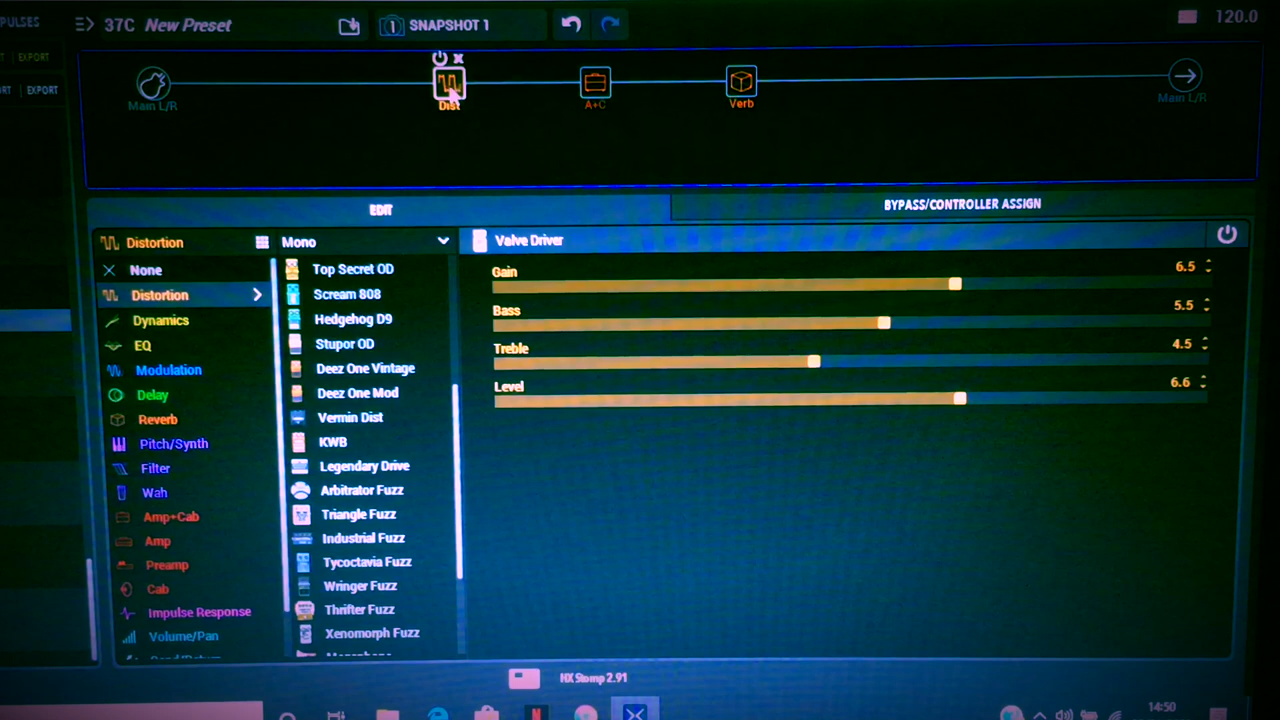 PULSES
37C New Preset
1 SNAPSHOT 1
120.0
EXPORT
EXPORT
Main L/R
Dist
A+C
Verb
Main L/R
EDIT
BYPASS/CONTROLLER ASSIGN
Distortion
Mono
Valve Driver
None
Distortion
Dynamics
EQ
Modulation
Delay
Reverb
Pitch/Synth
Filter
Wah
Amp+Cab
Amp
Preamp
Cab
Impulse Response
Volume/Pan
Top Secret OD
Scream 808
Hedgehog D9
Stupor OD
Deez One Vintage
Deez One Mod
Vermin Dist
KWB
Legendary Drive
Arbitrator Fuzz
Triangle Fuzz
Industrial Fuzz
Tycoctavia Fuzz
Wringer Fuzz
Thrifter Fuzz
Xenomorph Fuzz
Gain 6.5
Bass 5.5
Treble 4.5
Level 6.6
HX Stomp 2.91
N
14:50